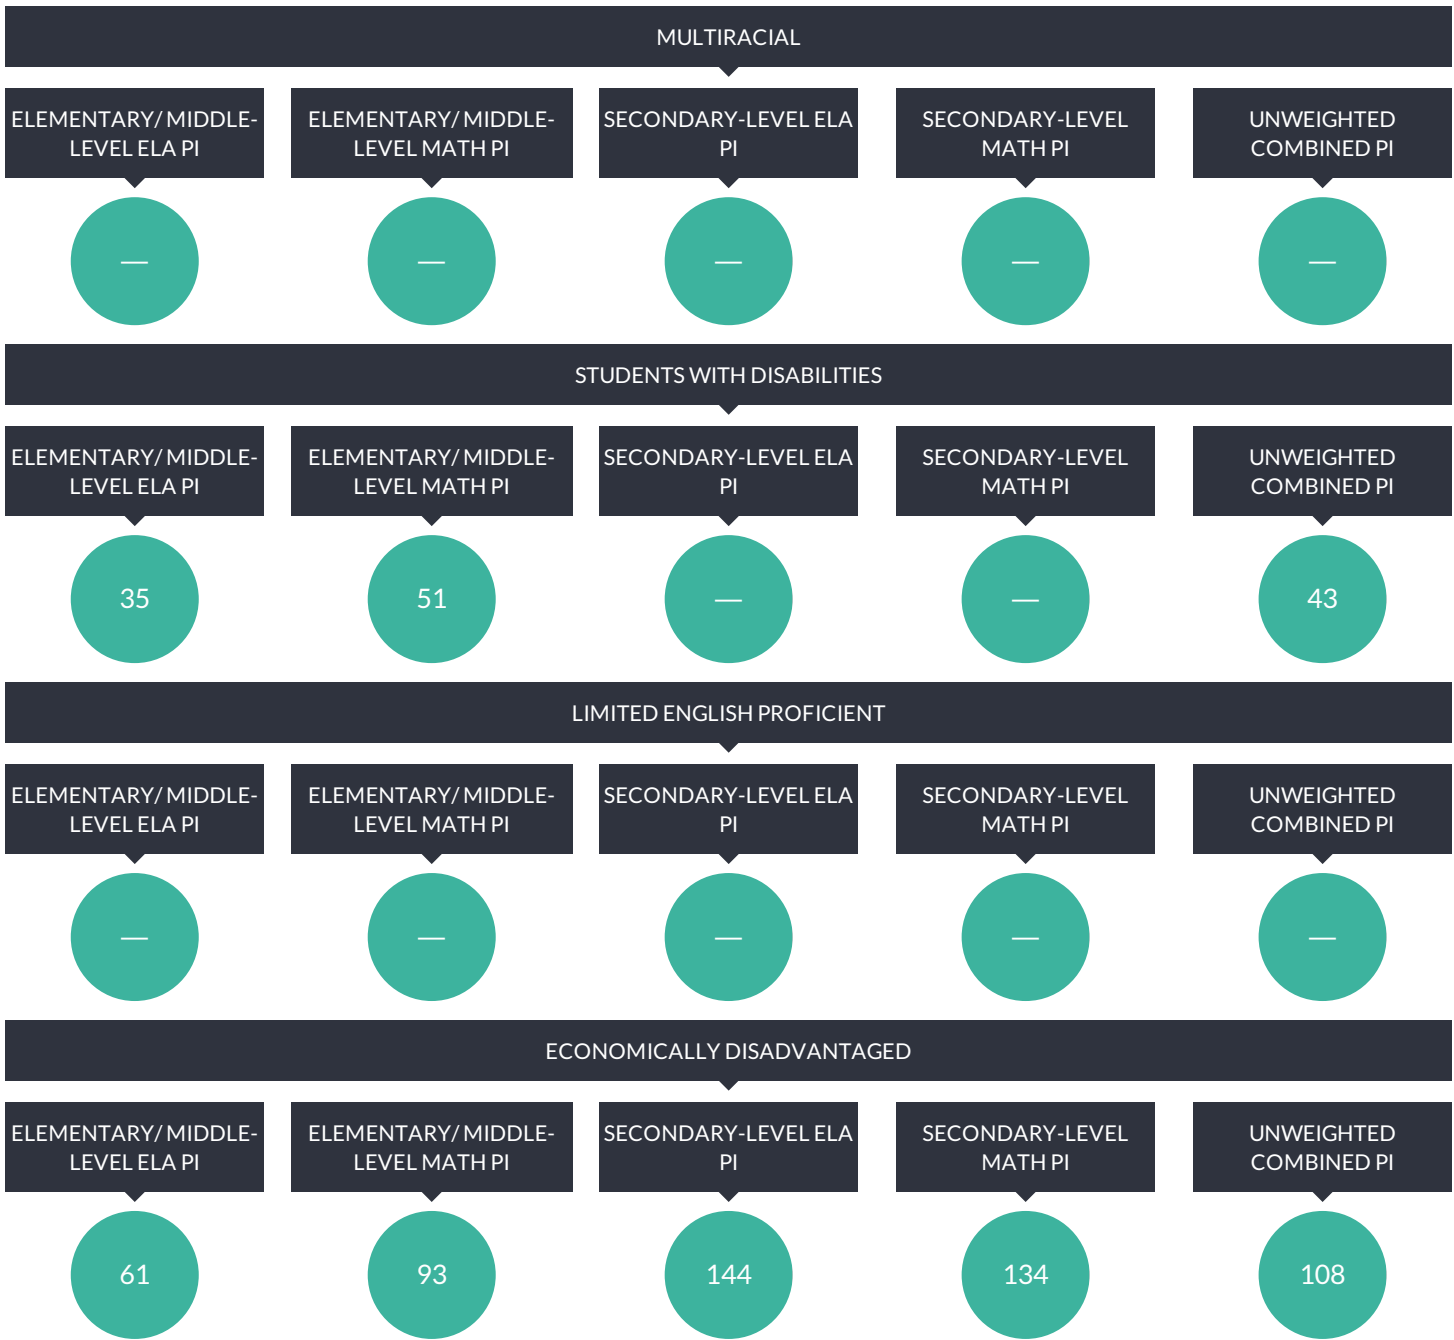 MULTIRACIAL
ELEMENTARY/ MIDDLE-
LEVEL ELA PI
ELEMENTARY/ MIDDLE-
LEVEL MATH PI
SECONDARY-LEVEL ELA
PI
SECONDARY-LEVEL
MATH PI
UNWEIGHTED
COMBINED PI
— — — — —
STUDENTS WITH DISABILITIES
ELEMENTARY/ MIDDLE-
LEVEL ELA PI
ELEMENTARY/ MIDDLE-
LEVEL MATH PI
SECONDARY-LEVEL ELA
PI
SECONDARY-LEVEL
MATH PI
UNWEIGHTED
COMBINED PI
35 51 — — 43
LIMITED ENGLISH PROFICIENT
ELEMENTARY/ MIDDLE-
LEVEL ELA PI
ELEMENTARY/ MIDDLE-
LEVEL MATH PI
SECONDARY-LEVEL ELA
PI
SECONDARY-LEVEL
MATH PI
UNWEIGHTED
COMBINED PI
— — — — —
ECONOMICALLY DISADVANTAGED
ELEMENTARY/ MIDDLE-
LEVEL ELA PI
ELEMENTARY/ MIDDLE-
LEVEL MATH PI
SECONDARY-LEVEL ELA
PI
SECONDARY-LEVEL
MATH PI
UNWEIGHTED
COMBINED PI
61 93 144 134 108